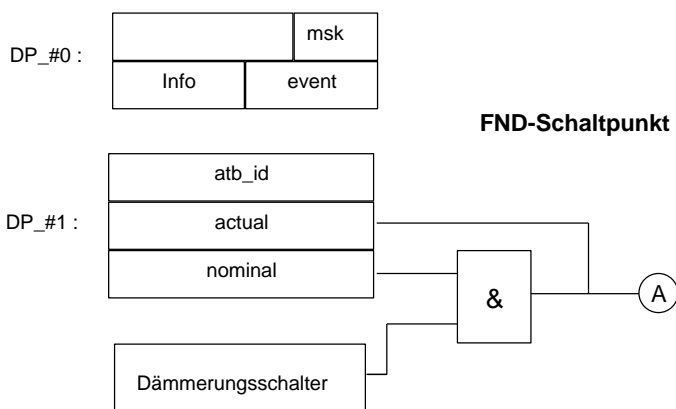 msk
DP_#0 :
Info event
FND-Schaltpunkt
atb_id
DP_#1 : actual
nominal
&
A
Dämmerungsschalter